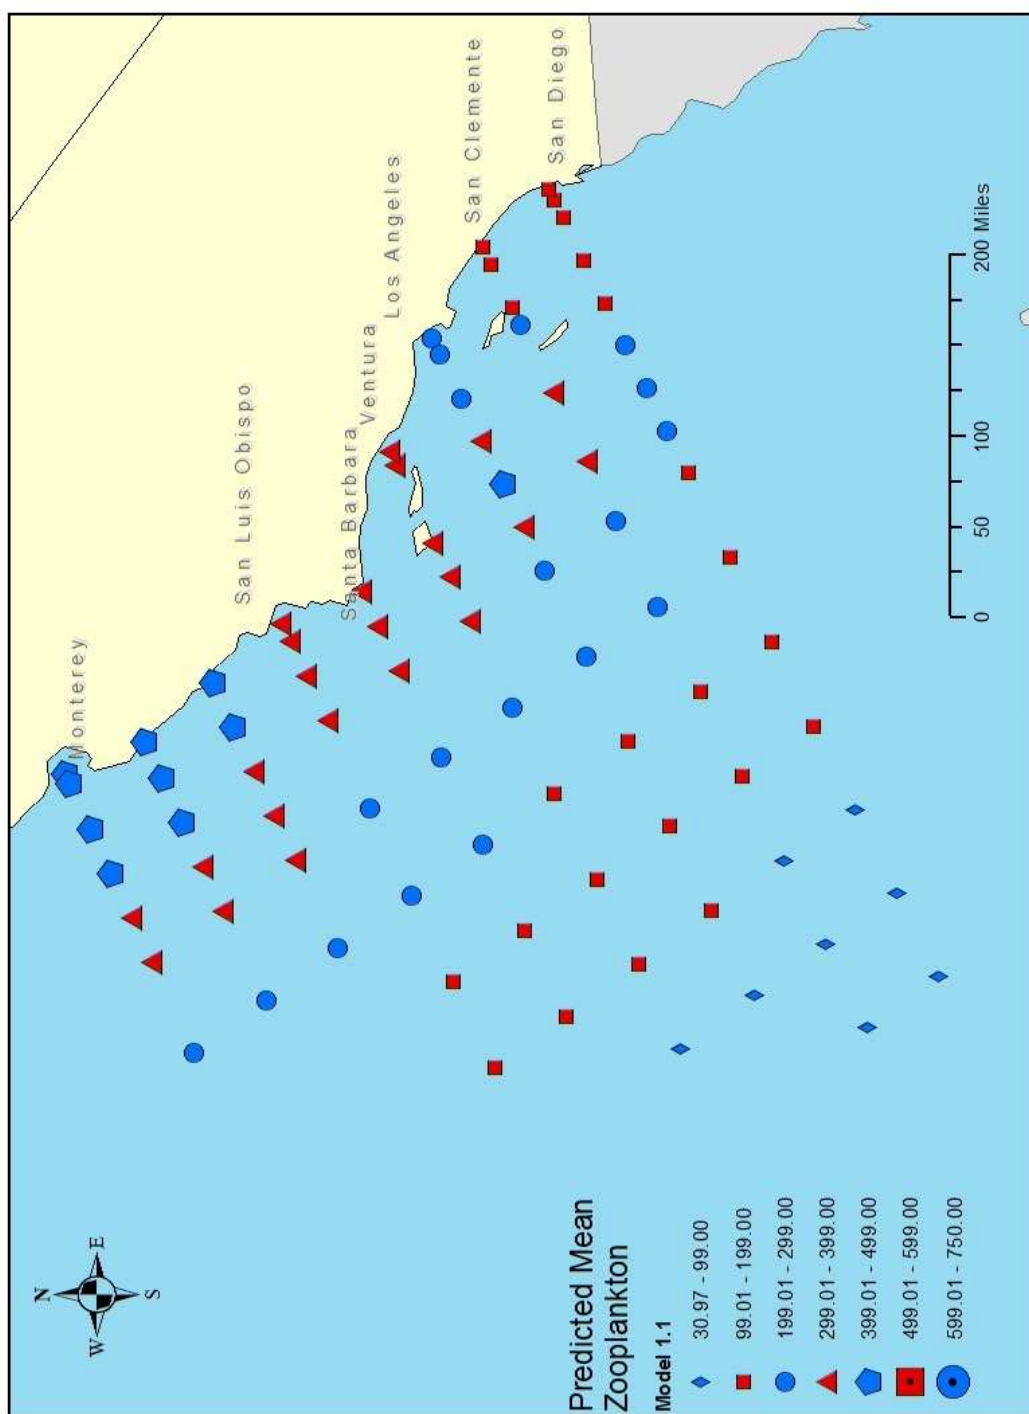 Monterey
San Luis Obispo
Santa Barbara
Ventura
Los Angeles
San Clemente
San Diego
N
W E
S
Predicted Mean
Zooplankton
Model 1.1
30.97 - 99.00
99.01 - 199.00
199.01 - 299.00
299.01 - 399.00
399.01 - 499.00
499.01 - 599.00
599.01 - 750.00
0 50 100 200 Miles